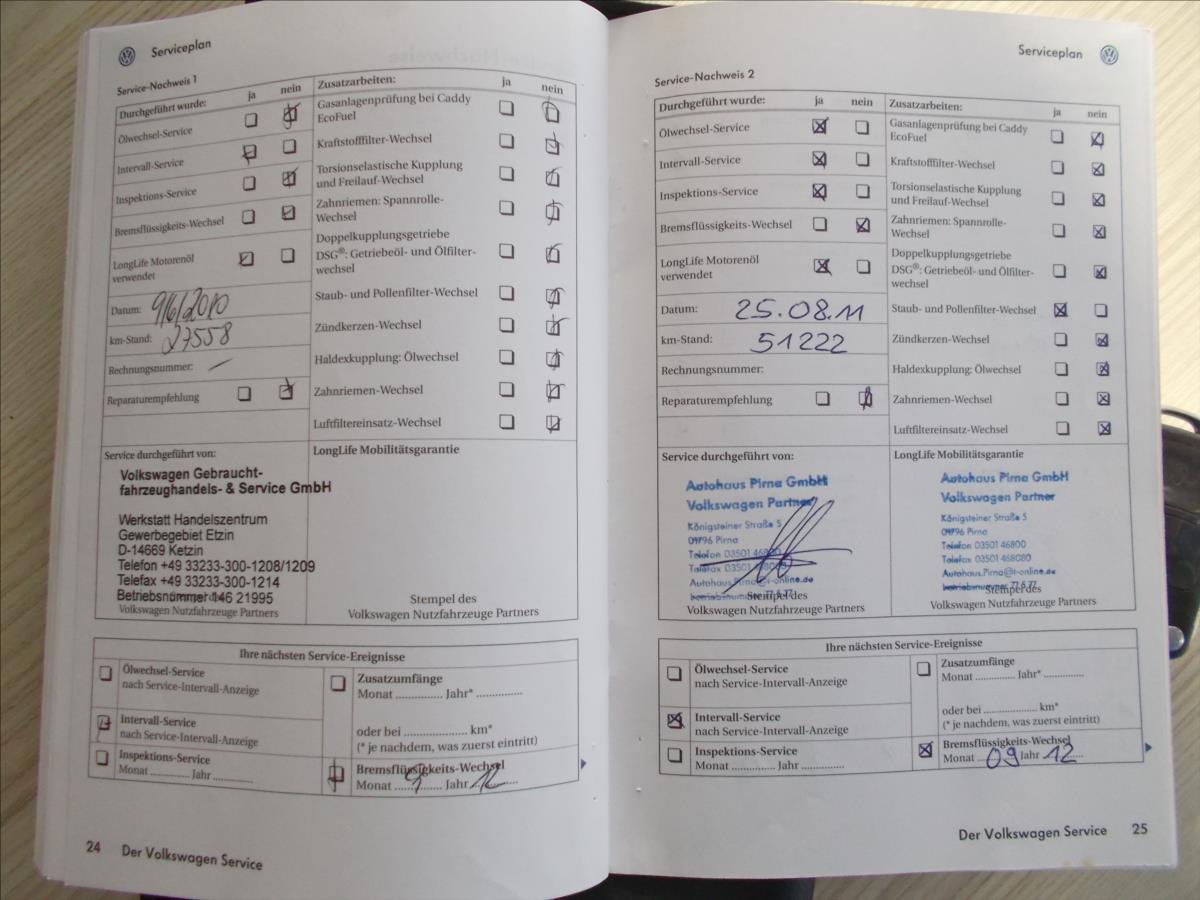 Serviceplan
Service-Nachweis 1
Durchgeführt wurde: ja nein
Ölwechsel-Service
Intervall-Service
Inspektions-Service
Bremsflüssigkeits-Wechsel
LongLife Motorenöl
verwendet
Datum: 9/6/2010
km-Stand: 27558
Rechnungsnummer: —
Reparaturempfehlung
Zusatzarbeiten: ja nein
Gasanlagenprüfung bei Caddy
EcoFuel
Kraftstofffilter-Wechsel
Torsionselastische Kupplung
und Freilauf-Wechsel
Zahnriemen: Spannrolle-
Wechsel
Doppelkupplungsgetriebe
DSG®: Getriebeöl- und Ölfilter-
wechsel
Staub- und Pollenfilter-Wechsel
Zündkerzen-Wechsel
Haldexkupplung: Ölwechsel
Zahnriemen-Wechsel
Luftfiltereinsatz-Wechsel
Service durchgeführt von:
Volkswagen Gebraucht-
fahrzeughandels- & Service GmbH
Werkstatt Handelszentrum
Gewerbegebiet Etzin
D-14669 Ketzin
Telefon +49 33233-300-1208/1209
Telefax +49 33233-300-1214
Betriebsnummer 146 21995
Volkswagen Nutzfahrzeuge Partners
LongLife Mobilitätsgarantie
Stempel des
Volkswagen Nutzfahrzeuge Partners
Ihre nächsten Service-Ereignisse
Ölwechsel-Service
nach Service-Intervall-Anzeige
Intervall-Service
nach Service-Intervall-Anzeige
Inspektions-Service
Monat ............ Jahr ............
Zusatzumfänge
Monat ............ Jahr* ............
oder bei .................... km*
(* je nachdem, was zuerst eintritt)
Bremsflüssigkeits-Wechsel
Monat ............ Jahr 12
24 Der Volkswagen Service
Serviceplan
Service-Nachweis 2
Durchgeführt wurde: ja nein
Ölwechsel-Service
Intervall-Service
Inspektions-Service
Bremsflüssigkeits-Wechsel
LongLife Motorenöl
verwendet
Datum: 25.08.11
km-Stand: 51222
Rechnungsnummer:
Reparaturempfehlung
Zusatzarbeiten: ja nein
Gasanlagenprüfung bei Caddy
EcoFuel
Kraftstofffilter-Wechsel
Torsionselastische Kupplung
und Freilauf-Wechsel
Zahnriemen: Spannrolle-
Wechsel
Doppelkupplungsgetriebe
DSG®: Getriebeöl- und Ölfilter-
wechsel
Staub- und Pollenfilter-Wechsel
Zündkerzen-Wechsel
Haldexkupplung: Ölwechsel
Zahnriemen-Wechsel
Luftfiltereinsatz-Wechsel
Service durchgeführt von:
Autohaus Pirna GmbH
Volkswagen Partner
Königsteiner Straße 5
01796 Pirna
Telefon 03501 46800
Telefax 03501 468080
Autohaus.Pirna@t-online.de
Stempel des
Volkswagen Nutzfahrzeuge Partners
LongLife Mobilitätsgarantie
Autohaus Pirna GmbH
Volkswagen Partner
Königsteiner Straße 5
01796 Pirna
Telefon 03501 46800
Telefax 03501 468080
Autohaus.Pirna@t-online.de
Stempel des
Volkswagen Nutzfahrzeuge Partners
Ihre nächsten Service-Ereignisse
Ölwechsel-Service
nach Service-Intervall-Anzeige
Intervall-Service
nach Service-Intervall-Anzeige
Inspektions-Service
Monat ............ Jahr ............
Zusatzumfänge
Monat ............ Jahr* ............
oder bei .................... km*
(* je nachdem, was zuerst eintritt)
Bremsflüssigkeits-Wechsel
Monat 09 Jahr 12
Der Volkswagen Service 25